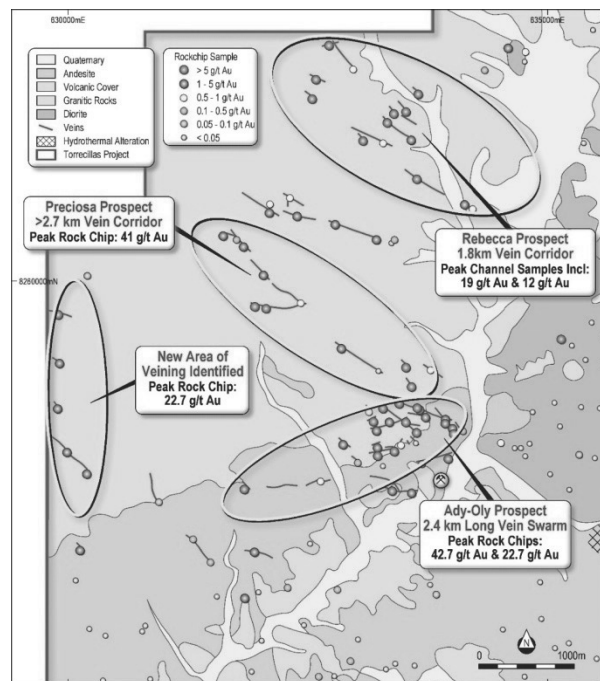 630000mE
635000mE
Quaternary
Andesite
Volcanic Cover
Granitic Rocks
Diorite
Veins
Hydrothermal Alteration
Torrecillas Project
Rockchip Sample
> 5 g/t Au
1 - 5 g/t Au
0.5 - 1 g/t Au
0.1 - 0.5 g/t Au
0.05 - 0.1 g/t Au
< 0.05
Preciosa Prospect
>2.7 km Vein Corridor
Peak Rock Chip: 41 g/t Au
Rebecca Prospect
1.8km Vein Corridor
Peak Channel Samples Incl:
19 g/t Au & 12 g/t Au
8260000mN
New Area of
Veining Identified
Peak Rock Chip:
22.7 g/t Au
Ady-Oly Prospect
2.4 km Long Vein Swarm
Peak Rock Chips:
42.7 g/t Au & 22.7 g/t Au
N
0 1000m